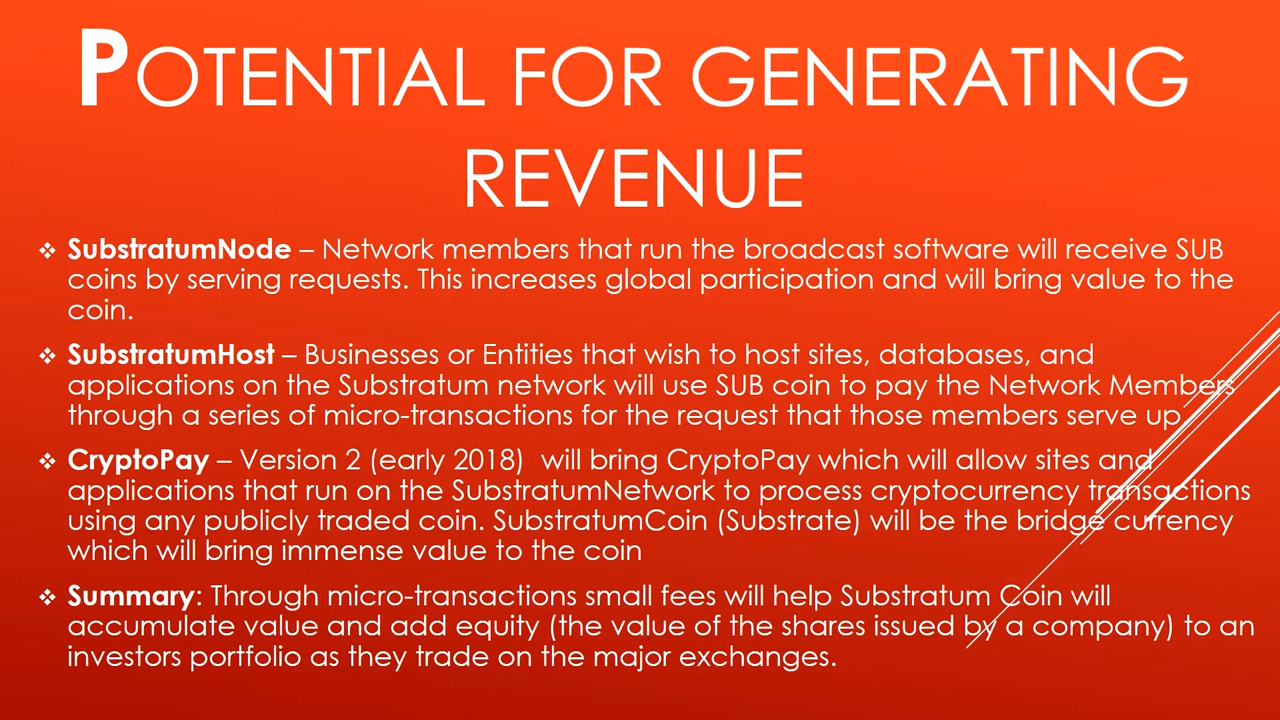 POTENTIAL FOR GENERATING
REVENUE
❖ SubstratumNode – Network members that run the broadcast software will receive SUB
coins by serving requests. This increases global participation and will bring value to the
coin.
❖ SubstratumHost – Businesses or Entities that wish to host sites, databases, and
applications on the Substratum network will use SUB coin to pay the Network Members
through a series of micro-transactions for the request that those members serve up
❖ CryptoPay – Version 2 (early 2018)  will bring CryptoPay which will allow sites and
applications that run on the SubstratumNetwork to process cryptocurrency transactions
using any publicly traded coin. SubstratumCoin (Substrate) will be the bridge currency
which will bring immense value to the coin
❖ Summary: Through micro-transactions small fees will help Substratum Coin will
accumulate value and add equity (the value of the shares issued by a company) to an
investors portfolio as they trade on the major exchanges.